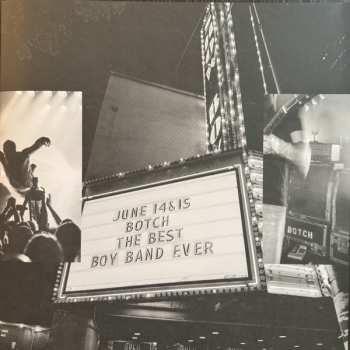 JUNE 14&15
BOTCH
THE BEST
BOY BAND EVER
BOTCH